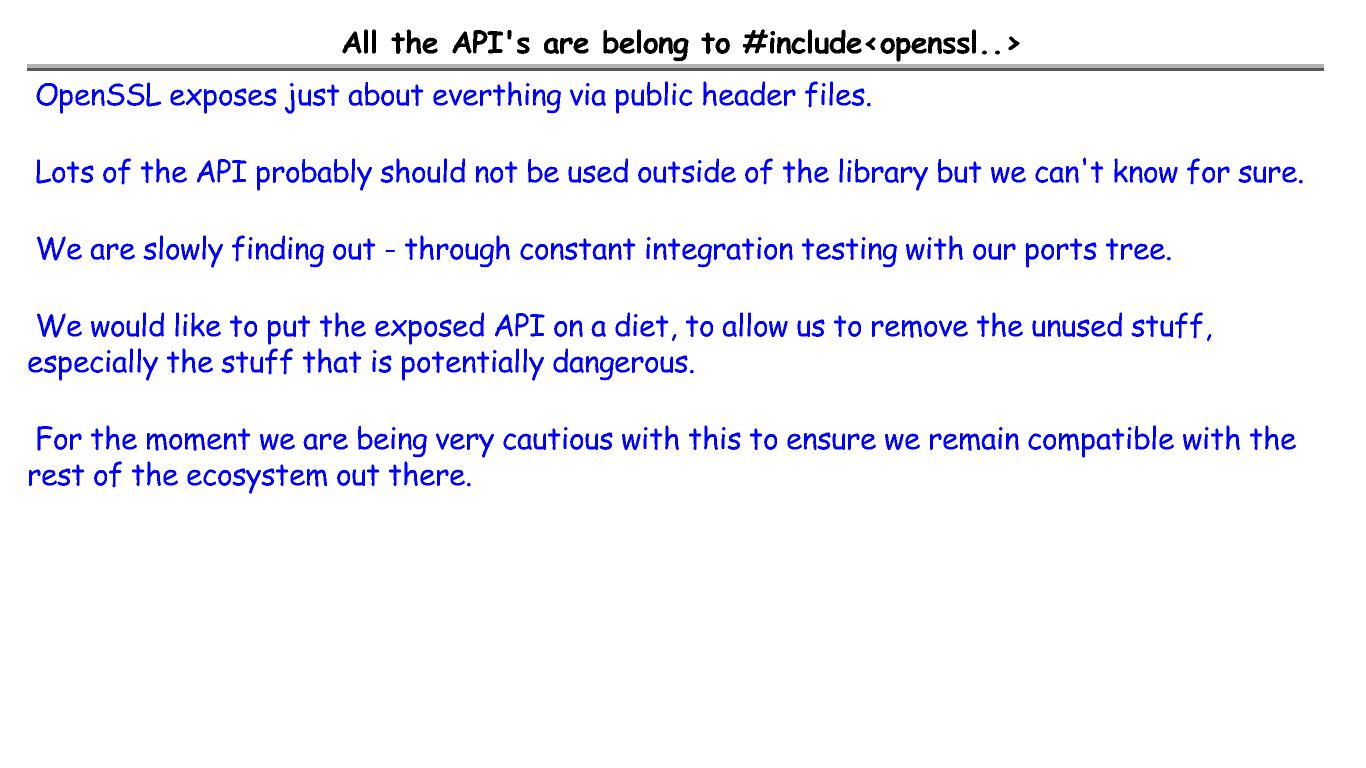 All the API's are belong to #include<openssl..>
OpenSSL exposes just about everthing via public header files.
Lots of the API probably should not be used outside of the library but we can't know for sure.
We are slowly finding out - through constant integration testing with our ports tree.
We would like to put the exposed API on a diet, to allow us to remove the unused stuff,
especially the stuff that is potentially dangerous.
For the moment we are being very cautious with this to ensure we remain compatible with the
rest of the ecosystem out there.